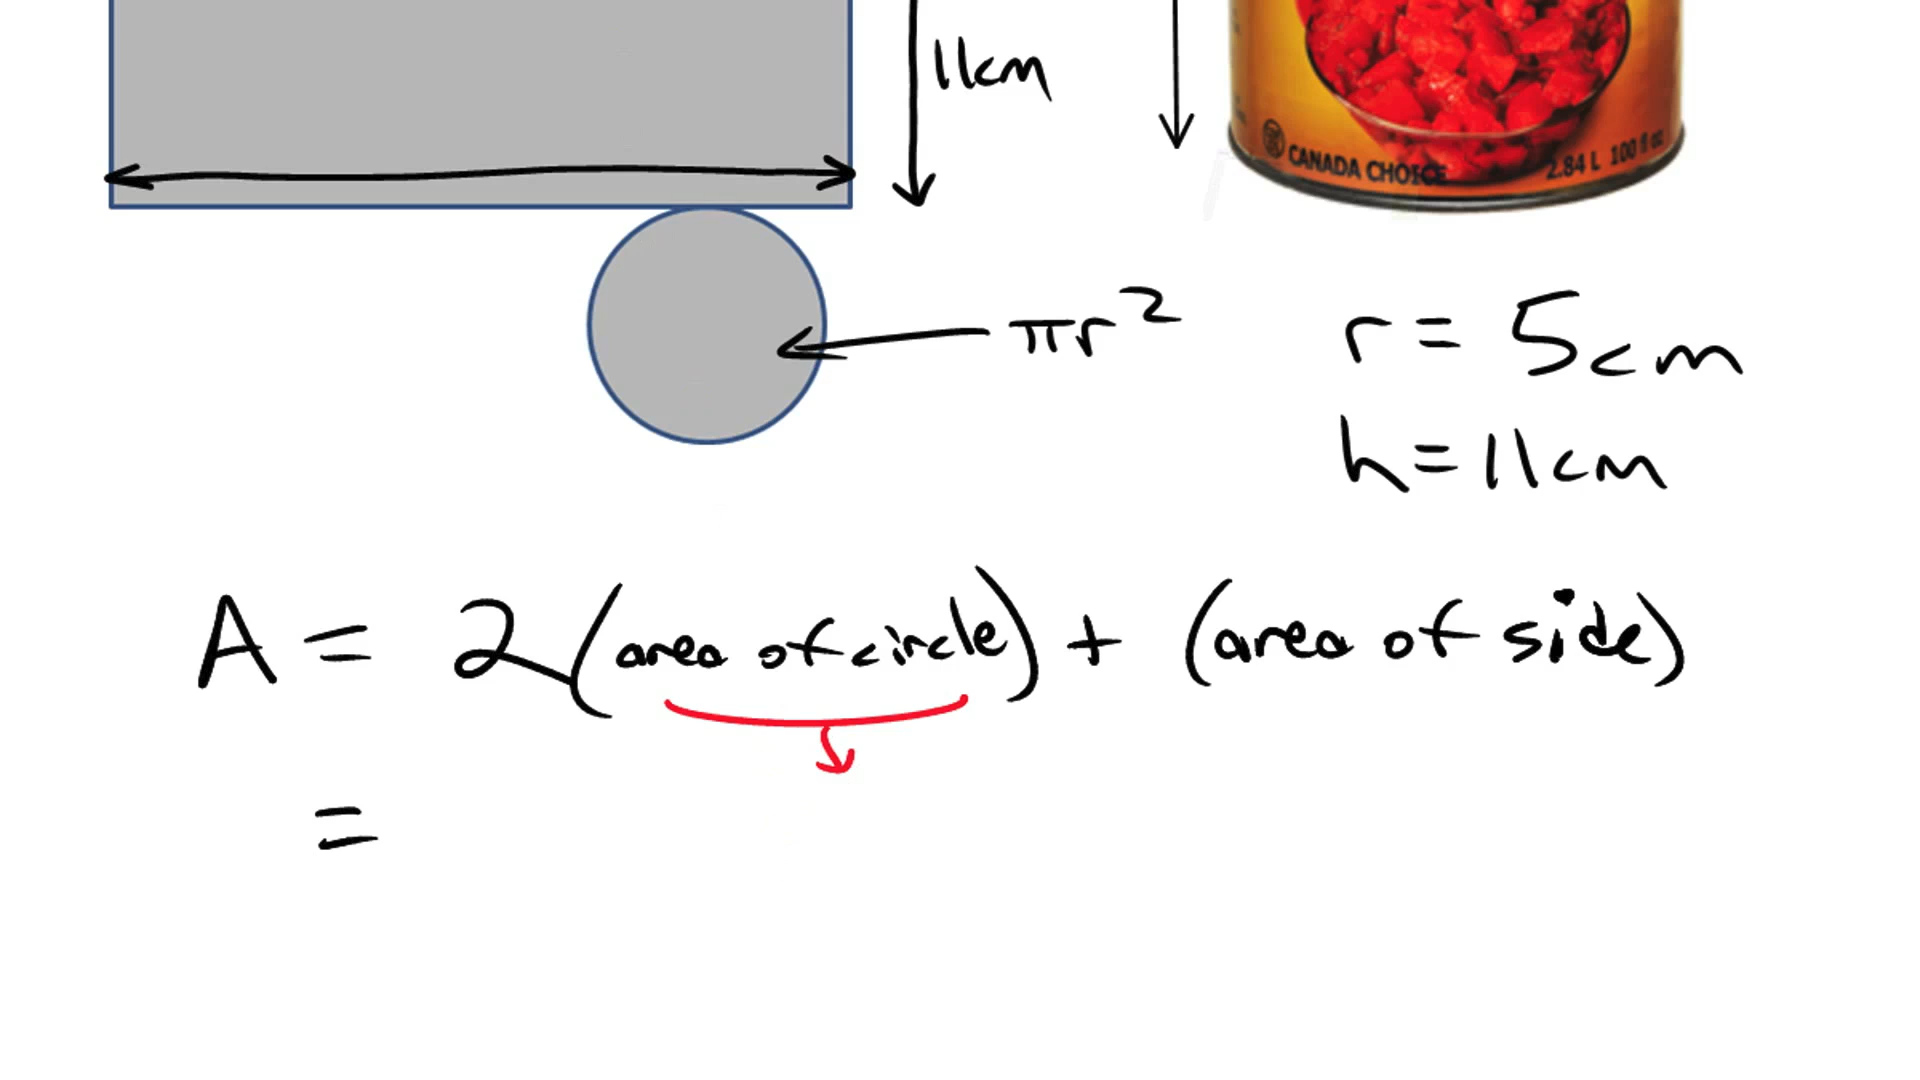 11cm
CANADA CHOICE 2.84 L 100 fl oz
πr²
r = 5cm
h = 11cm
A = 2(area of circle) + (area of side)
=